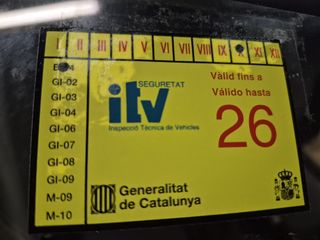 I II III IV V VI VII VIII IX X XI XII
GI-02
GI-03
GI-04
GI-06
GI-07
GI-08
GI-09
M-09
M-10
SEGURETAT
itv
Inspecció Tècnica de Vehicles
Vàlid fins a
Válido hasta
26
Generalitat
de Catalunya